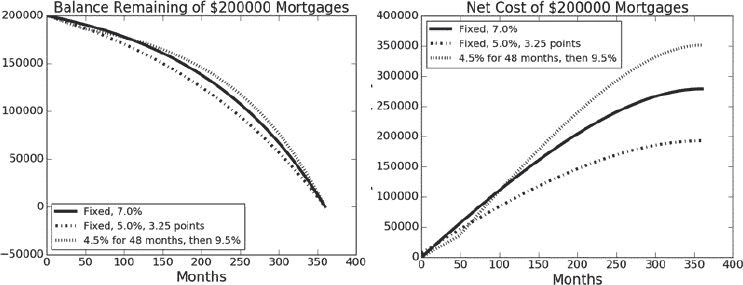 Balance Remaining of $200000 Mortgages
200000
150000
100000
50000
0
−50000
0 50 100 150 200 250 300 350 400
Months
Fixed, 7.0%
Fixed, 5.0%, 3.25 points
4.5% for 48 months, then 9.5%
Net Cost of $200000 Mortgages
400000
350000
300000
250000
200000
150000
100000
50000
0
0 50 100 150 200 250 300 350 400
Months
Fixed, 7.0%
Fixed, 5.0%, 3.25 points
4.5% for 48 months, then 9.5%